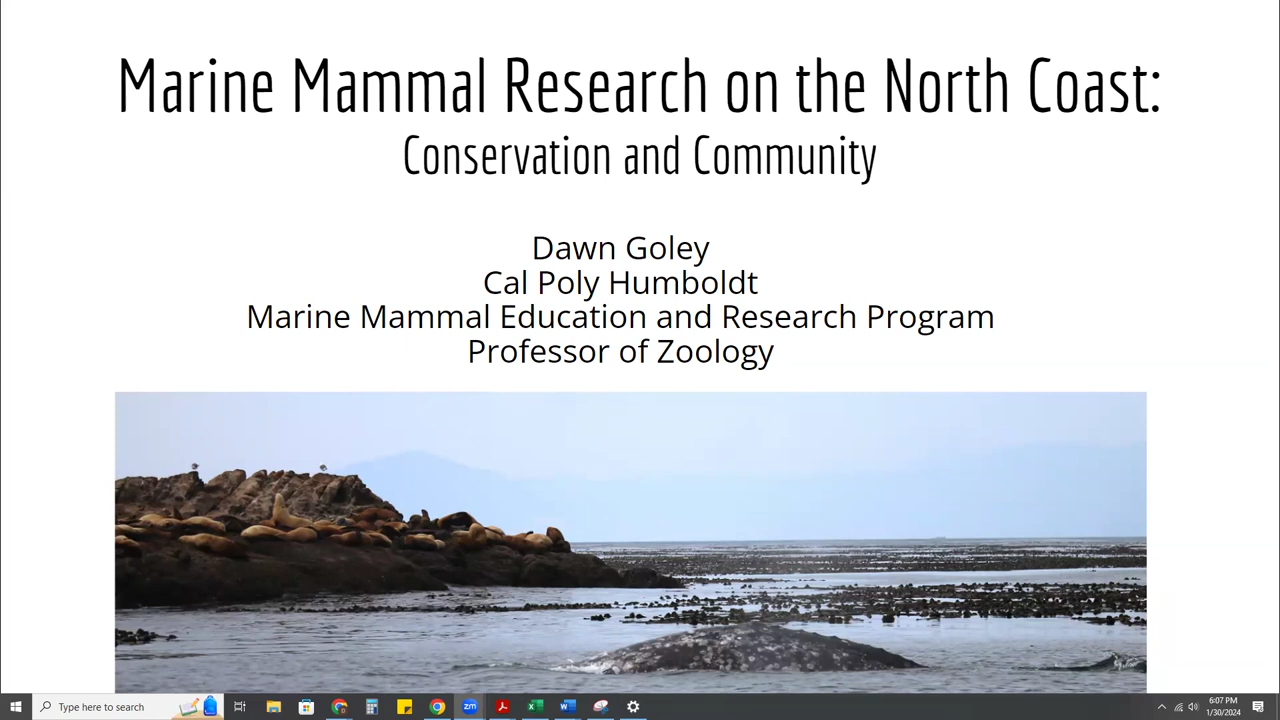 Marine Mammal Research on the North Coast:
Conservation and Community
Dawn Goley
Cal Poly Humboldt
Marine Mammal Education and Research Program
Professor of Zoology
Type here to search
zm
6:07 PM
1/30/2024